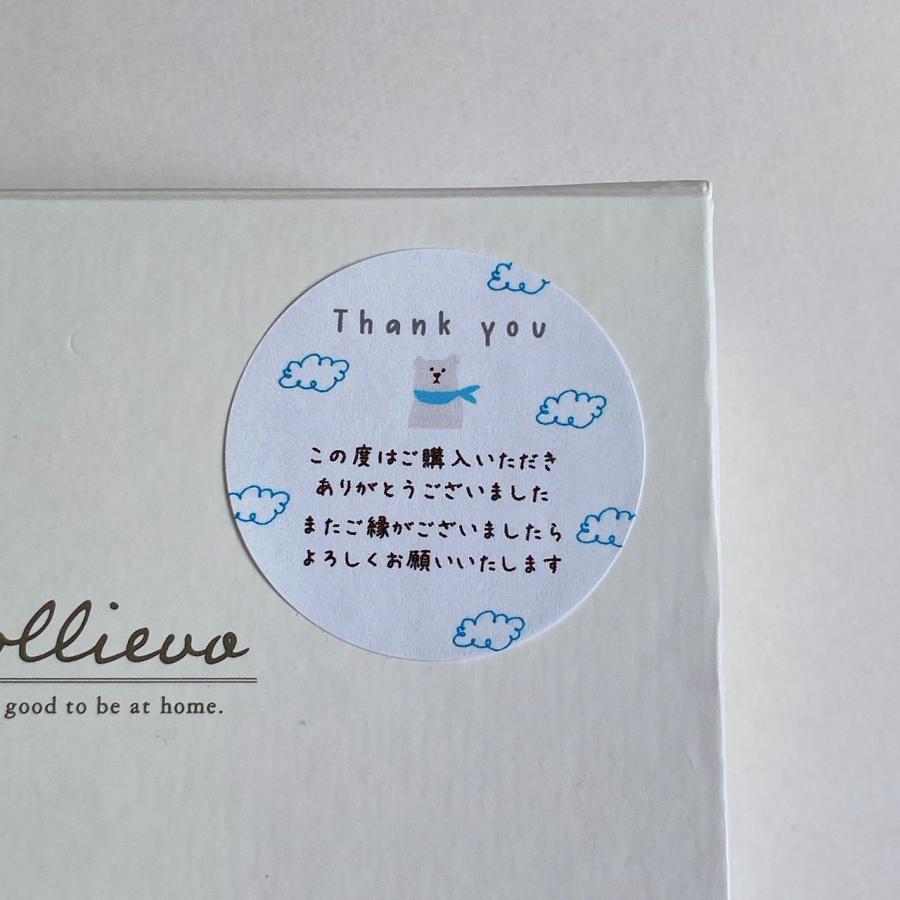 Thank you
この度はご購入いただき
ありがとうございました
またご縁がございましたら
よろしくお願いいたします
good to be at home.